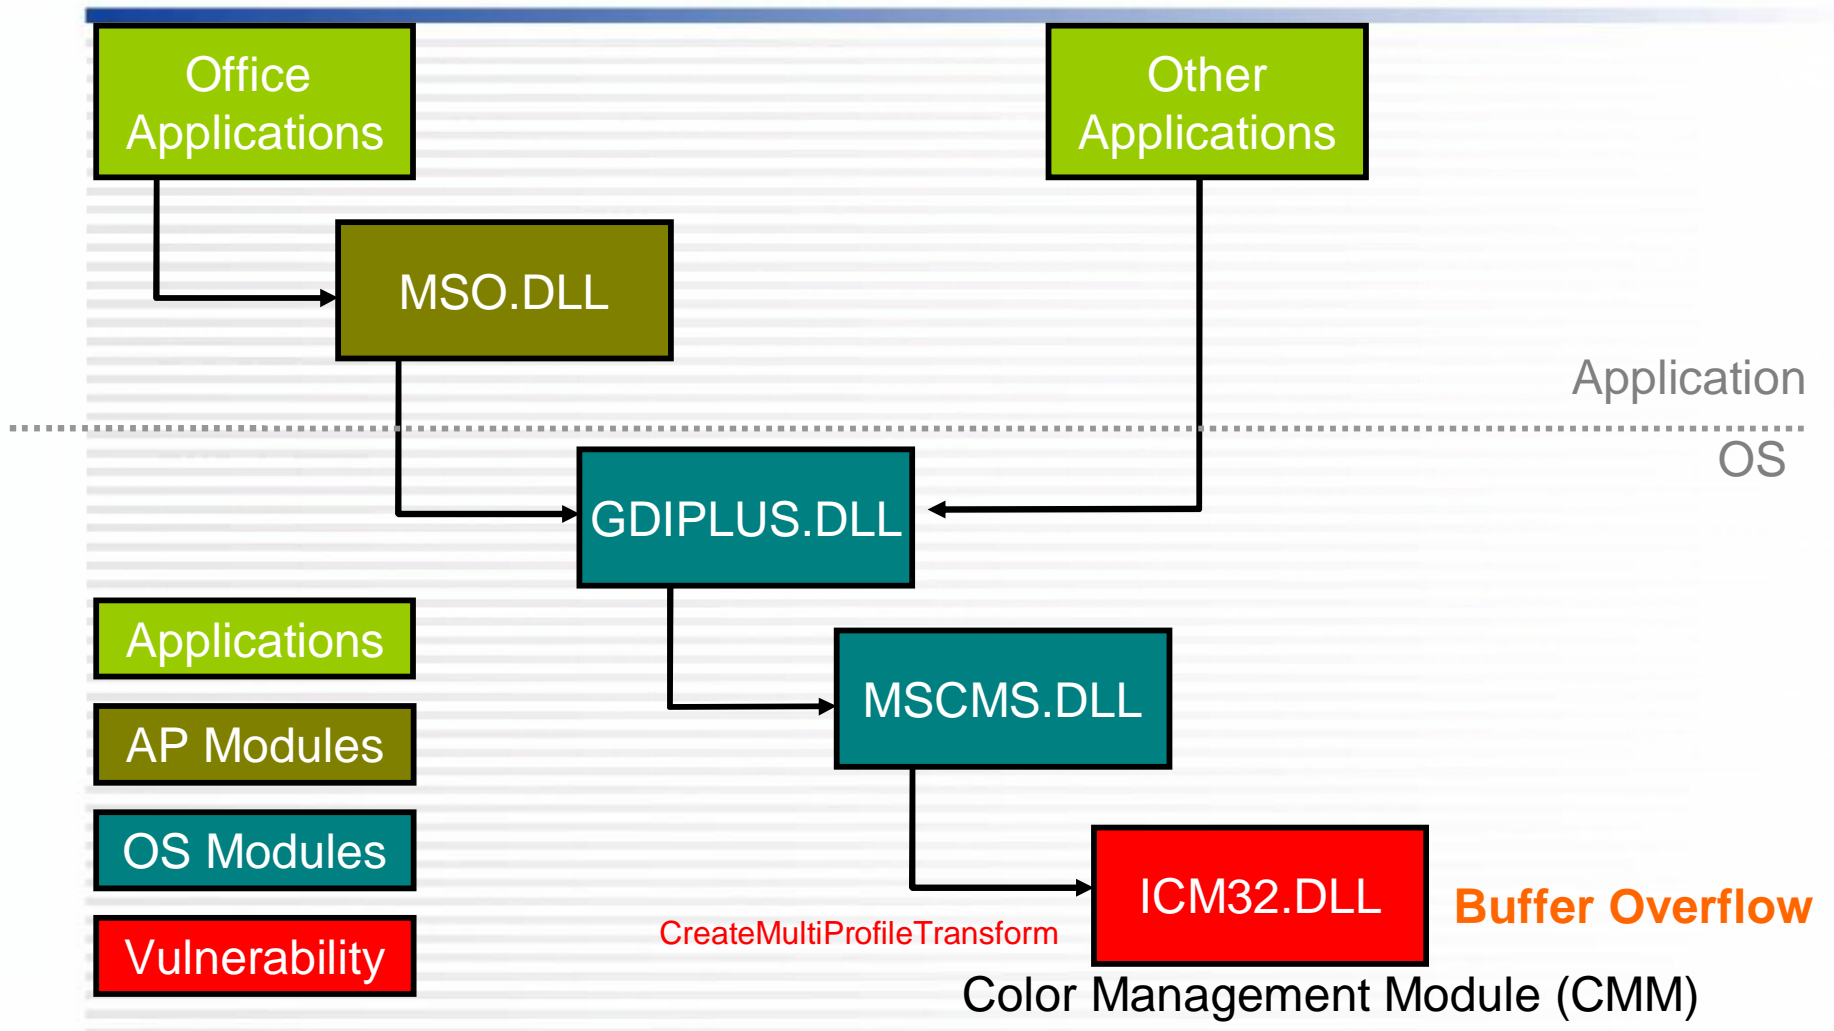 Office
Applications
Other
Applications
MSO.DLL
Application
OS
GDIPLUS.DLL
Applications
MSCMS.DLL
AP Modules
OS Modules
ICM32.DLL
Buffer Overflow
CreateMultiProfileTransform
Vulnerability
Color Management Module (CMM)